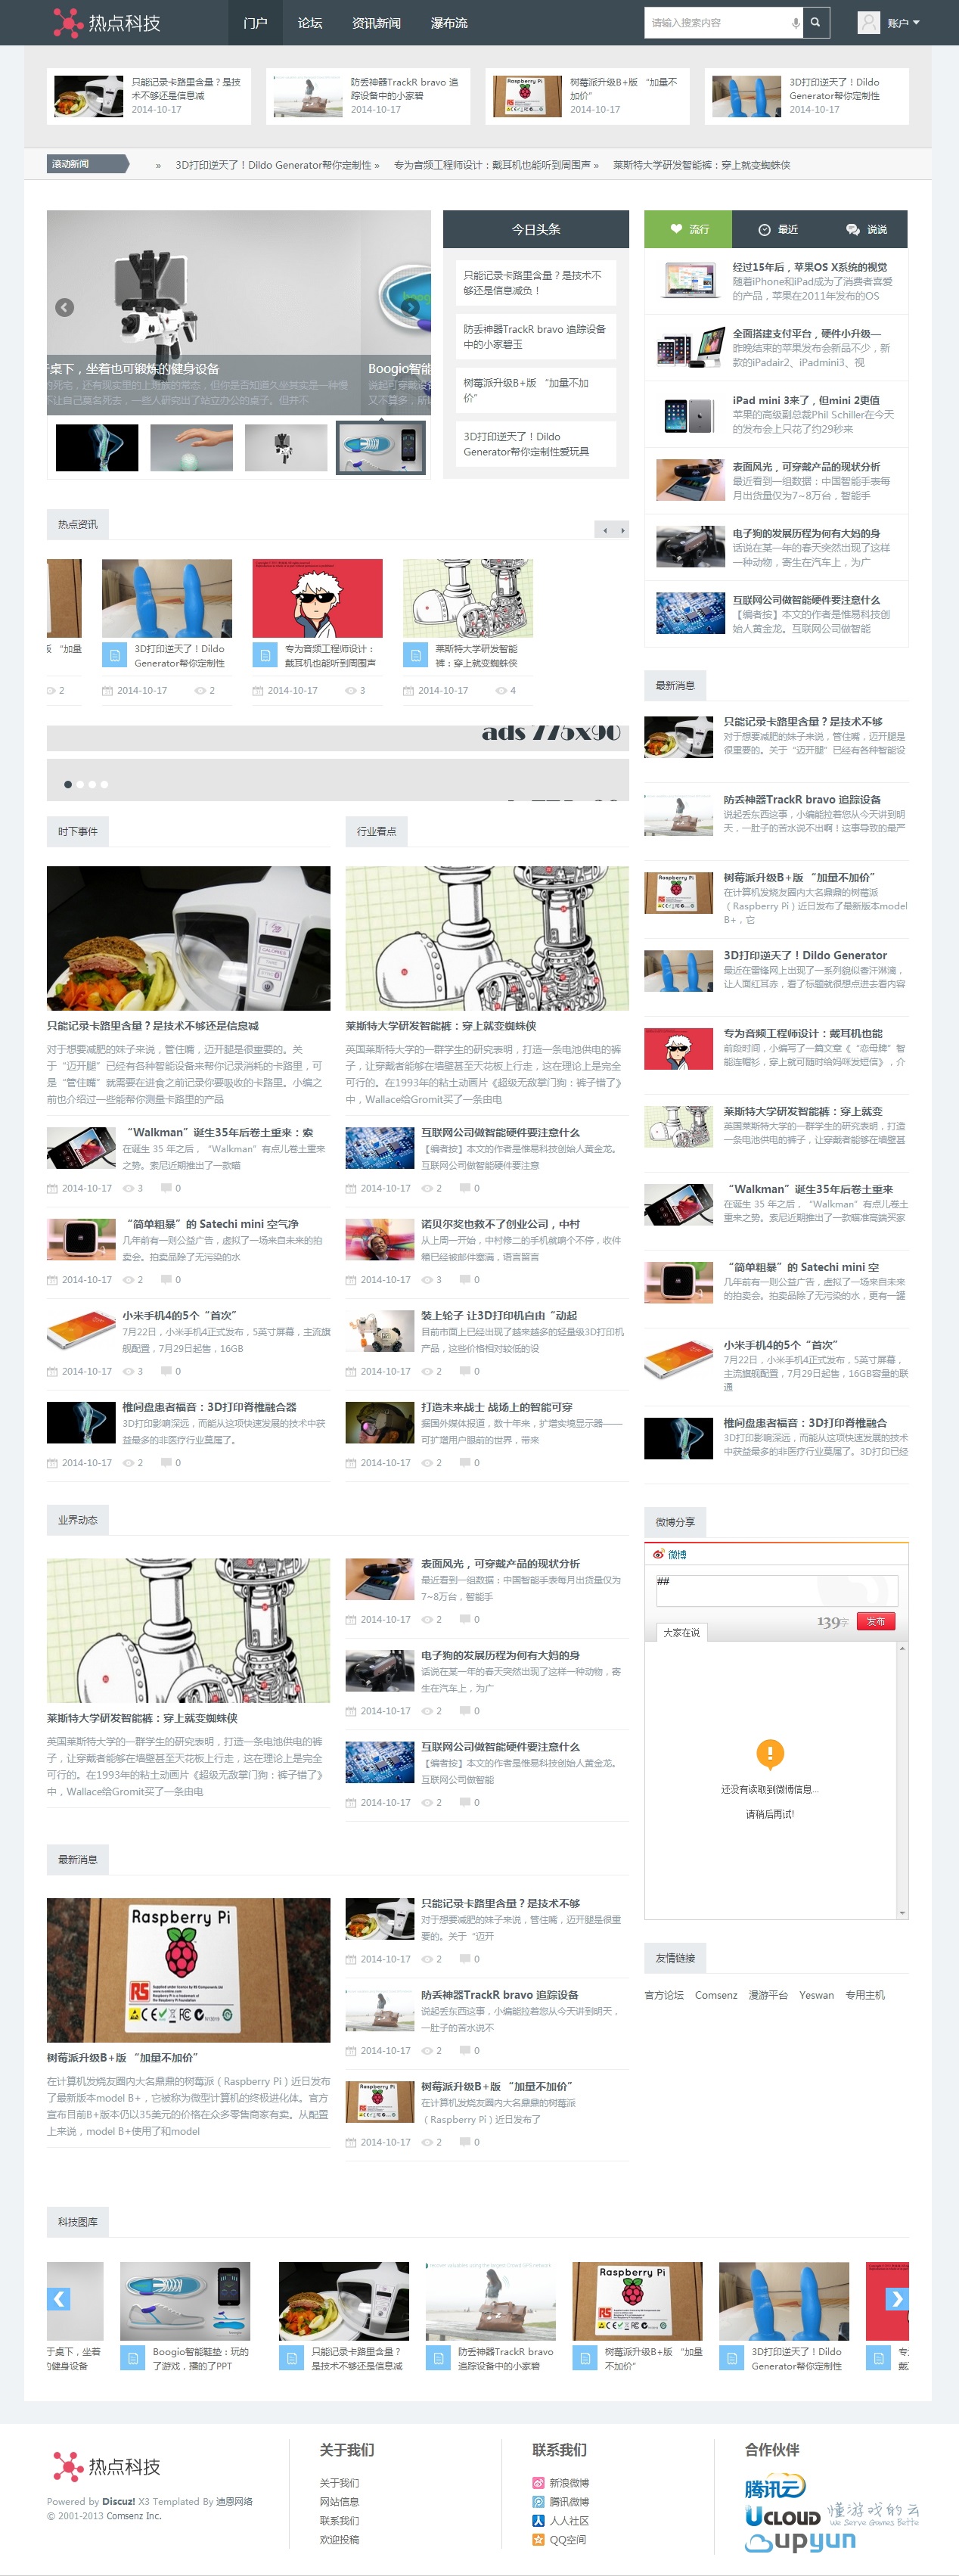 热点科技
门户 论坛 资讯新闻 瀑布流
请输入搜索内容
账户
只能记录卡路里含量？是技
术不够还是信息减
2014-10-17
防丢神器TrackR bravo 追
踪设备中的小家碧
2014-10-17
树莓派升级B+版 “加量不
加价”
2014-10-17
3D打印逆天了！Dildo
Generator帮你定制性
2014-10-17
滚动新闻
» 3D打印逆天了！Dildo Generator帮你定制性 » 专为音频工程师设计：戴耳机也能听到周围声 » 莱斯特大学研发智能裤：穿上就变蜘蛛侠
桌下，坐着也可锻炼的健身设备
Boogio智能
今日头条
只能记录卡路里含量？是技术不
够还是信息减负！
防丢神器TrackR bravo 追踪设备
中的小家碧玉
树莓派升级B+版 “加量不加
价”
3D打印逆天了！Dildo
Generator帮你定制性爱玩具
流行 最近 说说
经过15年后，苹果OS X系统的视觉
随着iPhone和iPad成为了消费者喜爱
的产品，苹果在2011年发布的OS
全面搭建支付平台，硬件小升级—
昨晚结束的苹果发布会新品不少，新
款的iPadair2、iPadmini3、视
iPad mini 3来了，但mini 2更值
苹果的高级副总裁Phil Schiller在今天
的发布会上只花了约29秒来
表面风光，可穿戴产品的现状分析
最近看到一组数据：中国智能手表每
月出货量仅为7~8万台，智能手
电子狗的发展历程为何有大妈的身
话说在某一年的春天突然出现了这样
一种动物，寄生在汽车上，为广
互联网公司做智能硬件要注意什么
【编者按】本文的作者是惟易科技创
始人黄金龙。互联网公司做智能
热点资讯
“加量
2
3D打印逆天了！Dildo
Generator帮你定制性
2014-10-17 2
专为音频工程师设计：
戴耳机也能听到周围声
2014-10-17 3
莱斯特大学研发智能
裤：穿上就变蜘蛛侠
2014-10-17 4
ads 775x90
最新消息
只能记录卡路里含量？是技术不够
对于想要减肥的妹子来说，管住嘴，迈开腿是
很重要的。关于“迈开腿”已经有各种智能设
防丢神器TrackR bravo 追踪设备
说起丢东西这事，小编能拉着您从今天讲到明
天，一肚子的苦水说不出啊！这事导致的最严
树莓派升级B+版 “加量不加价”
在计算机发烧友圈内大名鼎鼎的树莓派
（Raspberry Pi）近日发布了最新版本model
B+，它
3D打印逆天了！Dildo Generator
最近在雷锋网上出现了一系列貌似香汗淋漓，
让人面红耳赤，看了标题就很想点进去看内容
专为音频工程师设计：戴耳机也能
前段时间，小编写了一篇文章《“恋母牌”智
能连帽衫，穿上就可随时给妈咪发短信》，介
莱斯特大学研发智能裤：穿上就变
英国莱斯特大学的一群学生的研究表明，打造
一条电池供电的裤子，让穿戴者能够在墙壁甚
“Walkman”诞生35年后卷土重来
在诞生 35 年之后，“Walkman”有点儿卷土
重来之势。索尼近期推出了一款瞄准高端买家
“简单粗暴”的 Satechi mini 空
几年前有一则公益广告，虚拟了一场来自未来
的拍卖会。拍卖品除了无污染的水，更有一罐
小米手机4的5个“首次”
7月22日，小米手机4正式发布，5英寸屏幕，
主流旗舰配置，7月29日起售，16GB容量的联
通
椎间盘患者福音：3D打印脊椎融合
3D打印影响深远，而能从这项快速发展的技术
中获益最多的非医疗行业莫属了。3D打印已经
时下事件
只能记录卡路里含量？是技术不够还是信息减
对于想要减肥的妹子来说，管住嘴，迈开腿是很重要的。关
于“迈开腿”已经有各种智能设备来帮你记录消耗的卡路里，可
是“管住嘴”就需要在进食之前记录你要吸收的卡路里。小编之
前也介绍过一些能帮你测量卡路里的产品
“Walkman”诞生35年后卷土重来：索
在诞生 35 年之后，“Walkman”有点儿卷土重来
之势。索尼近期推出了一款瞄
2014-10-17 3 0
“简单粗暴”的 Satechi mini 空气净
几年前有一则公益广告，虚拟了一场来自未来的拍
卖会。拍卖品除了无污染的水
2014-10-17 2 0
小米手机4的5个“首次”
7月22日，小米手机4正式发布，5英寸屏幕，主流旗
舰配置，7月29日起售，16GB
2014-10-17 3 0
椎间盘患者福音：3D打印脊椎融合器
3D打印影响深远，而能从这项快速发展的技术中获
益最多的非医疗行业莫属了。
2014-10-17 2 0
行业看点
莱斯特大学研发智能裤：穿上就变蜘蛛侠
英国莱斯特大学的一群学生的研究表明，打造一条电池供电的裤
子，让穿戴者能够在墙壁甚至天花板上行走，这在理论上是完全
可行的。在1993年的粘土动画片《超级无敌掌门狗：裤子错了》
中，Wallace给Gromit买了一条由电
互联网公司做智能硬件要注意什么
【编者按】本文的作者是惟易科技创始人黄金龙。
互联网公司做智能硬件要注意
2014-10-17 2 0
诺贝尔奖也救不了创业公司，中村
从上周一开始，中村修二的手机就响个不停，收件
箱已经被邮件塞满，语言留言
2014-10-17 3 0
装上轮子 让3D打印机自由“动起
目前市面上已经出现了越来越多的轻量级3D打印机
产品，这些价格相对较低的设
2014-10-17 2 0
打造未来战士 战场上的智能可穿
据国外媒体报道，数十年来，扩增实境显示器——
可扩增用户眼前的世界，带来
2014-10-17 2 0
业界动态
莱斯特大学研发智能裤：穿上就变蜘蛛侠
英国莱斯特大学的一群学生的研究表明，打造一条电池供电的裤
子，让穿戴者能够在墙壁甚至天花板上行走，这在理论上是完全
可行的。在1993年的粘土动画片《超级无敌掌门狗：裤子错了》
中，Wallace给Gromit买了一条由电
表面风光，可穿戴产品的现状分析
最近看到一组数据：中国智能手表每月出货量仅为
7~8万台，智能手
2014-10-17 2 0
电子狗的发展历程为何有大妈的身
话说在某一年的春天突然出现了这样一种动物，寄
生在汽车上，为广
2014-10-17 2 0
互联网公司做智能硬件要注意什么
【编者按】本文的作者是惟易科技创始人黄金龙。
互联网公司做智能
2014-10-17 2 0
微博分享
微博
##
139字 发布
大家在说
还没有读取到微博信息...
请稍后再试!
最新消息
Raspberry Pi
树莓派升级B+版 “加量不加价”
在计算机发烧友圈内大名鼎鼎的树莓派（Raspberry Pi）近日发布
了最新版本model B+，它被称为微型计算机的终极进化体。官方
宣布目前B+版本仍以35美元的价格在众多零售商家有卖。从配置
上来说，model B+使用了和model
只能记录卡路里含量？是技术不够
对于想要减肥的妹子来说，管住嘴，迈开腿是很重
要的。关于“迈开
2014-10-17 2 0
防丢神器TrackR bravo 追踪设备
说起丢东西这事，小编能拉着您从今天讲到明天，
一肚子的苦水说不
2014-10-17 2 0
树莓派升级B+版 “加量不加价”
在计算机发烧友圈内大名鼎鼎的树莓派
（Raspberry Pi）近日发布了
2014-10-17 2 0
友情链接
官方论坛 Comsenz 漫游平台 Yeswan 专用主机
科技图库
于桌下，坐着
的健身设备
Boogio智能鞋垫：玩的
了游戏，播的了PPT
只能记录卡路里含量？
是技术不够还是信息减
防丢神器TrackR bravo
追踪设备中的小家碧
树莓派升级B+版 “加量
不加价”
3D打印逆天了！Dildo
Generator帮你定制性
热点科技
Powered by Discuz! X3 Templated By 迪恩网络
© 2001-2013 Comsenz Inc.
关于我们
关于我们
网站信息
联系我们
欢迎投稿
联系我们
新浪微博
腾讯微博
人人社区
QQ空间
合作伙伴
腾讯云
UCLOUD 懂游戏的云
We Serve Games Better
upyun